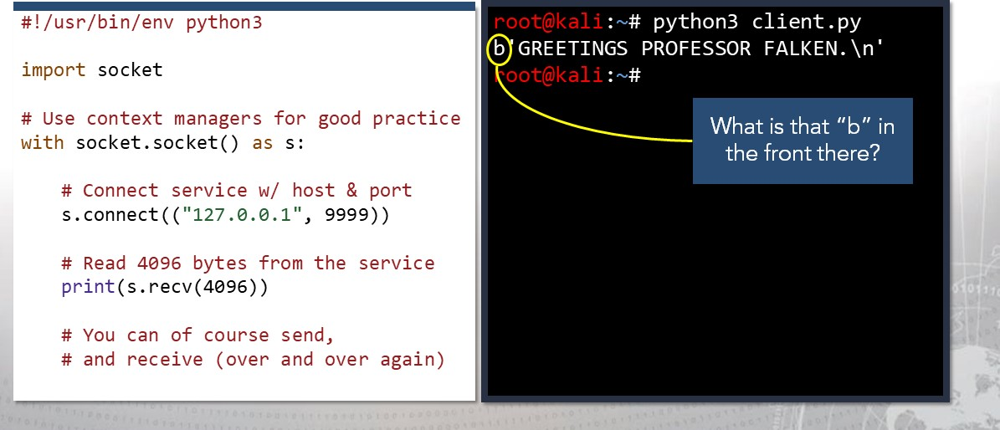 #!/usr/bin/env python3
import socket
# Use context managers for good practice
with socket.socket() as s:
# Connect service w/ host & port
s.connect(("127.0.0.1", 9999))
# Read 4096 bytes from the service
print(s.recv(4096))
# You can of course send,
# and receive (over and over again)
root@kali:~# python3 client.py
b'GREETINGS PROFESSOR FALKEN.\n'
root@kali:~#
What is that “b” in
the front there?